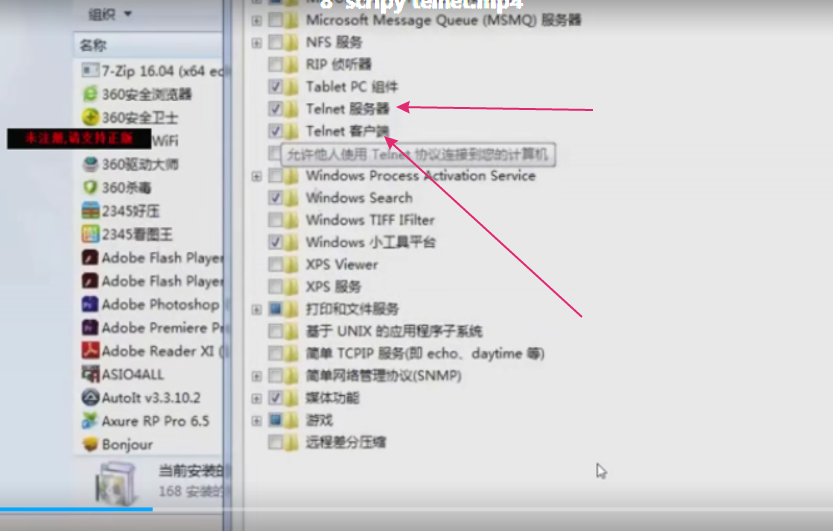 8 scripy telnet.mp4
组织
名称
7-Zip 16.04 (x64 edi
360安全浏览器
360安全卫士
未注册,请支持正版
WiFi
360驱动大师
360杀毒
2345好压
2345看图王
Adobe Flash Player
Adobe Flash Player
Adobe Photoshop
Adobe Premiere Pr
Adobe Reader XI (
ASIO4ALL
AutoIt v3.3.10.2
Axure RP Pro 6.5
Bonjour
当前安装的
168 安装的
Microsoft Message Queue (MSMQ) 服务器
NFS 服务
RIP 侦听器
Tablet PC 组件
Telnet 服务器
Telnet 客户端
允许他人使用 Telnet 协议连接到您的计算机
Windows Process Activation Service
Windows Search
Windows TIFF IFilter
Windows 小工具平台
XPS Viewer
XPS 服务
打印和文件服务
基于 UNIX 的应用程序子系统
简单 TCPIP 服务(即 echo、daytime 等)
简单网络管理协议(SNMP)
媒体功能
游戏
远程差分压缩